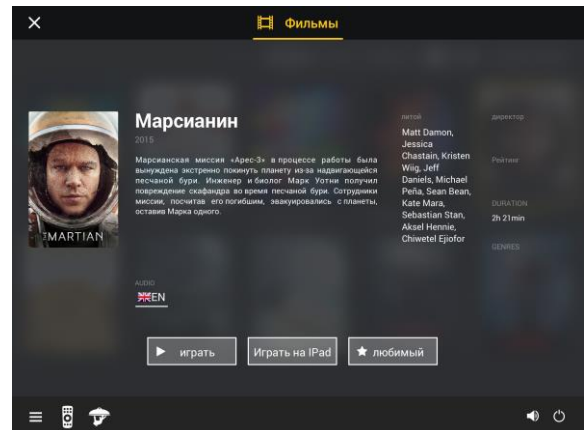 Фильмы
Марсианин
2015
Марсианская миссия «Арес-3» в процессе работы была
вынуждена экстренно покинуть планету из-за надвигающейся
песчаной бури. Инженер и биолог Марк Уотни получил
повреждение скафандра во время песчаной бури. Сотрудники
миссии, посчитав его погибшим, эвакуировались с планеты,
оставив Марка одного.
THE MARTIAN
AUDIO
EN
литой
Matt Damon,
Jessica
Chastain, Kristen
Wiig, Jeff
Daniels, Michael
Peña, Sean Bean,
Kate Mara,
Sebastian Stan,
Aksel Hennie,
Chiwetel Ejiofor
директор
Рейтинг
DURATION
2h 21min
GENRES
играть
Играть на IPad
любимый